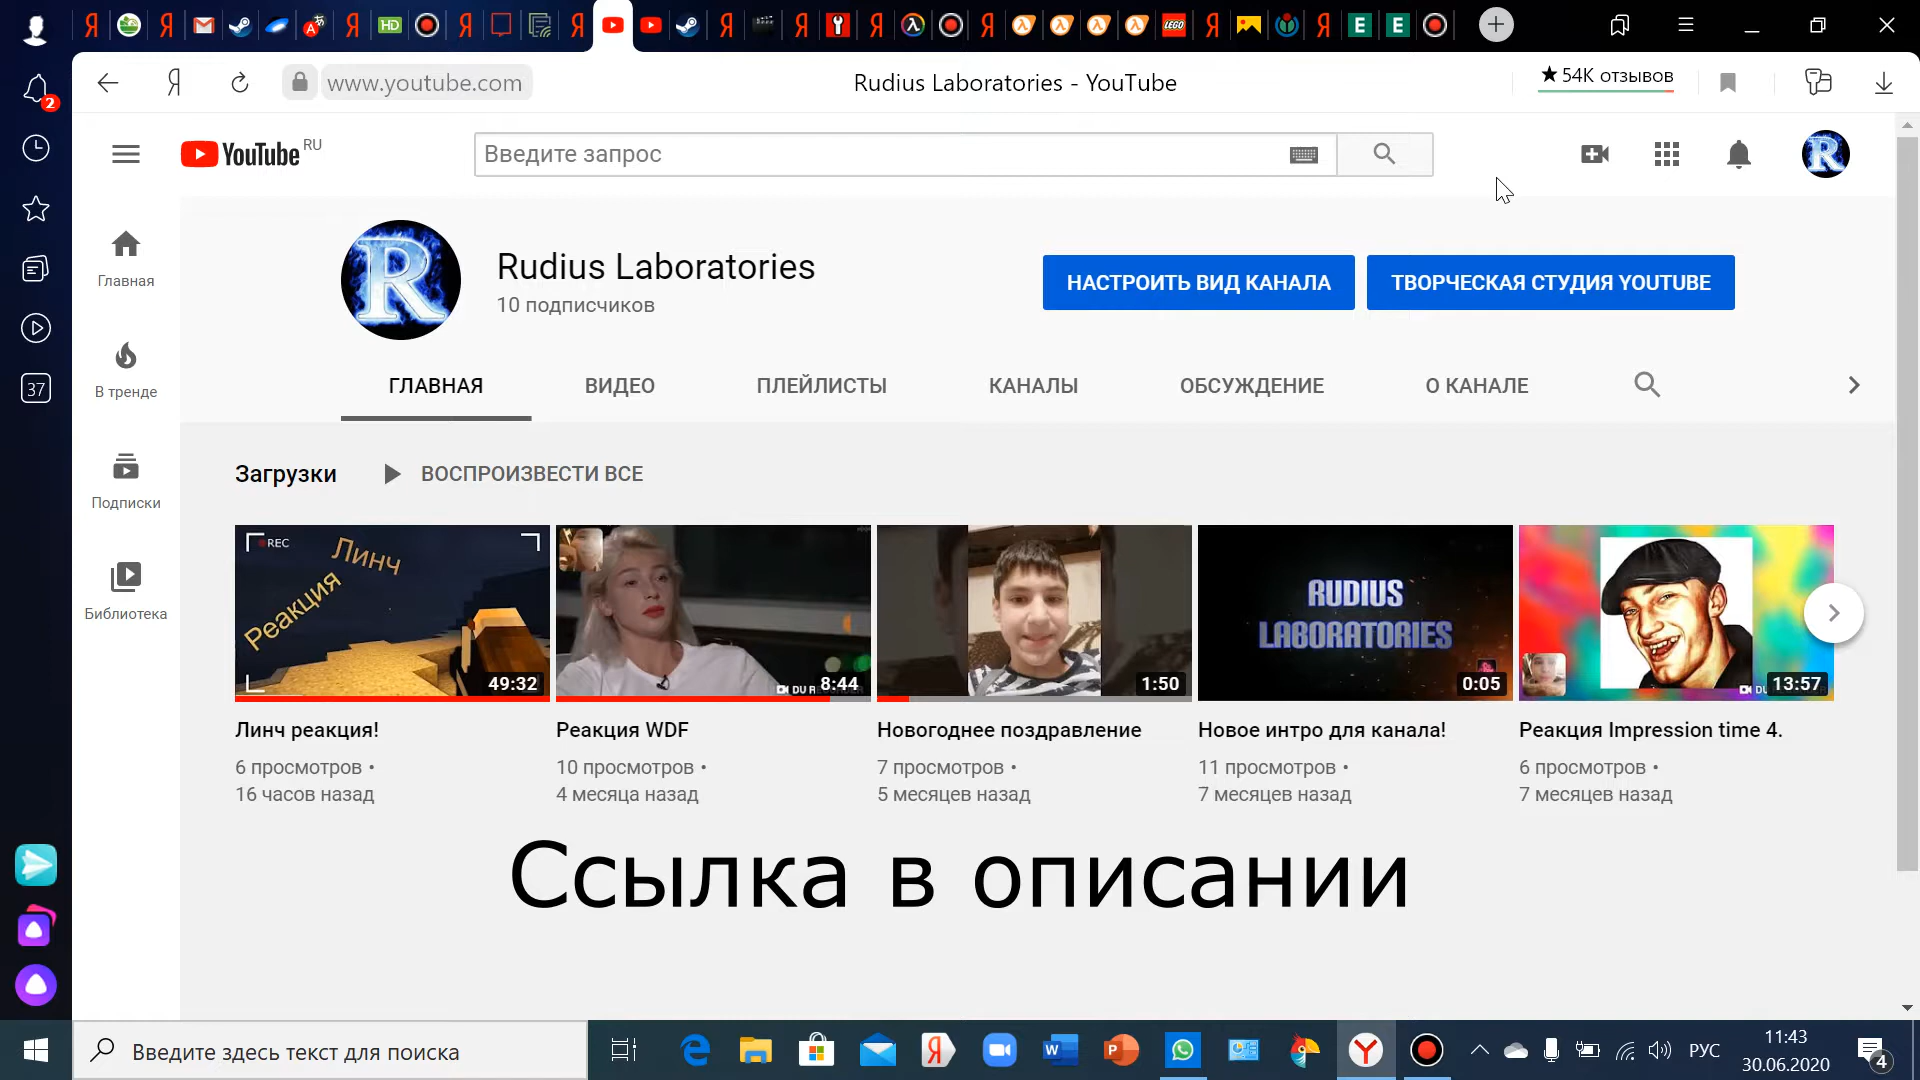 www.youtube.com
Rudius Laboratories - YouTube
★ 54K отзывов
2
37
YouTube RU
Введите запрос
Главная
В тренде
Подписки
Библиотека
Rudius Laboratories
10 подписчиков
НАСТРОИТЬ ВИД КАНАЛА
ТВОРЧЕСКАЯ СТУДИЯ YOUTUBE
ГЛАВНАЯ ВИДЕО ПЛЕЙЛИСТЫ КАНАЛЫ ОБСУЖДЕНИЕ О КАНАЛЕ
Загрузки ВОСПРОИЗВЕСТИ ВСЕ
REC
Реакция Линч
49:32
8:44
1:50
RUDIUS
LABORATORIES
0:05
13:57
Линч реакция!
6 просмотров •
16 часов назад
Реакция WDF
10 просмотров •
4 месяца назад
Новогоднее поздравление
7 просмотров •
5 месяцев назад
Новое интро для канала!
11 просмотров •
7 месяцев назад
Реакция Impression time 4.
6 просмотров •
7 месяцев назад
Ссылка в описании
Введите здесь текст для поиска
РУС
11:43
30.06.2020
4